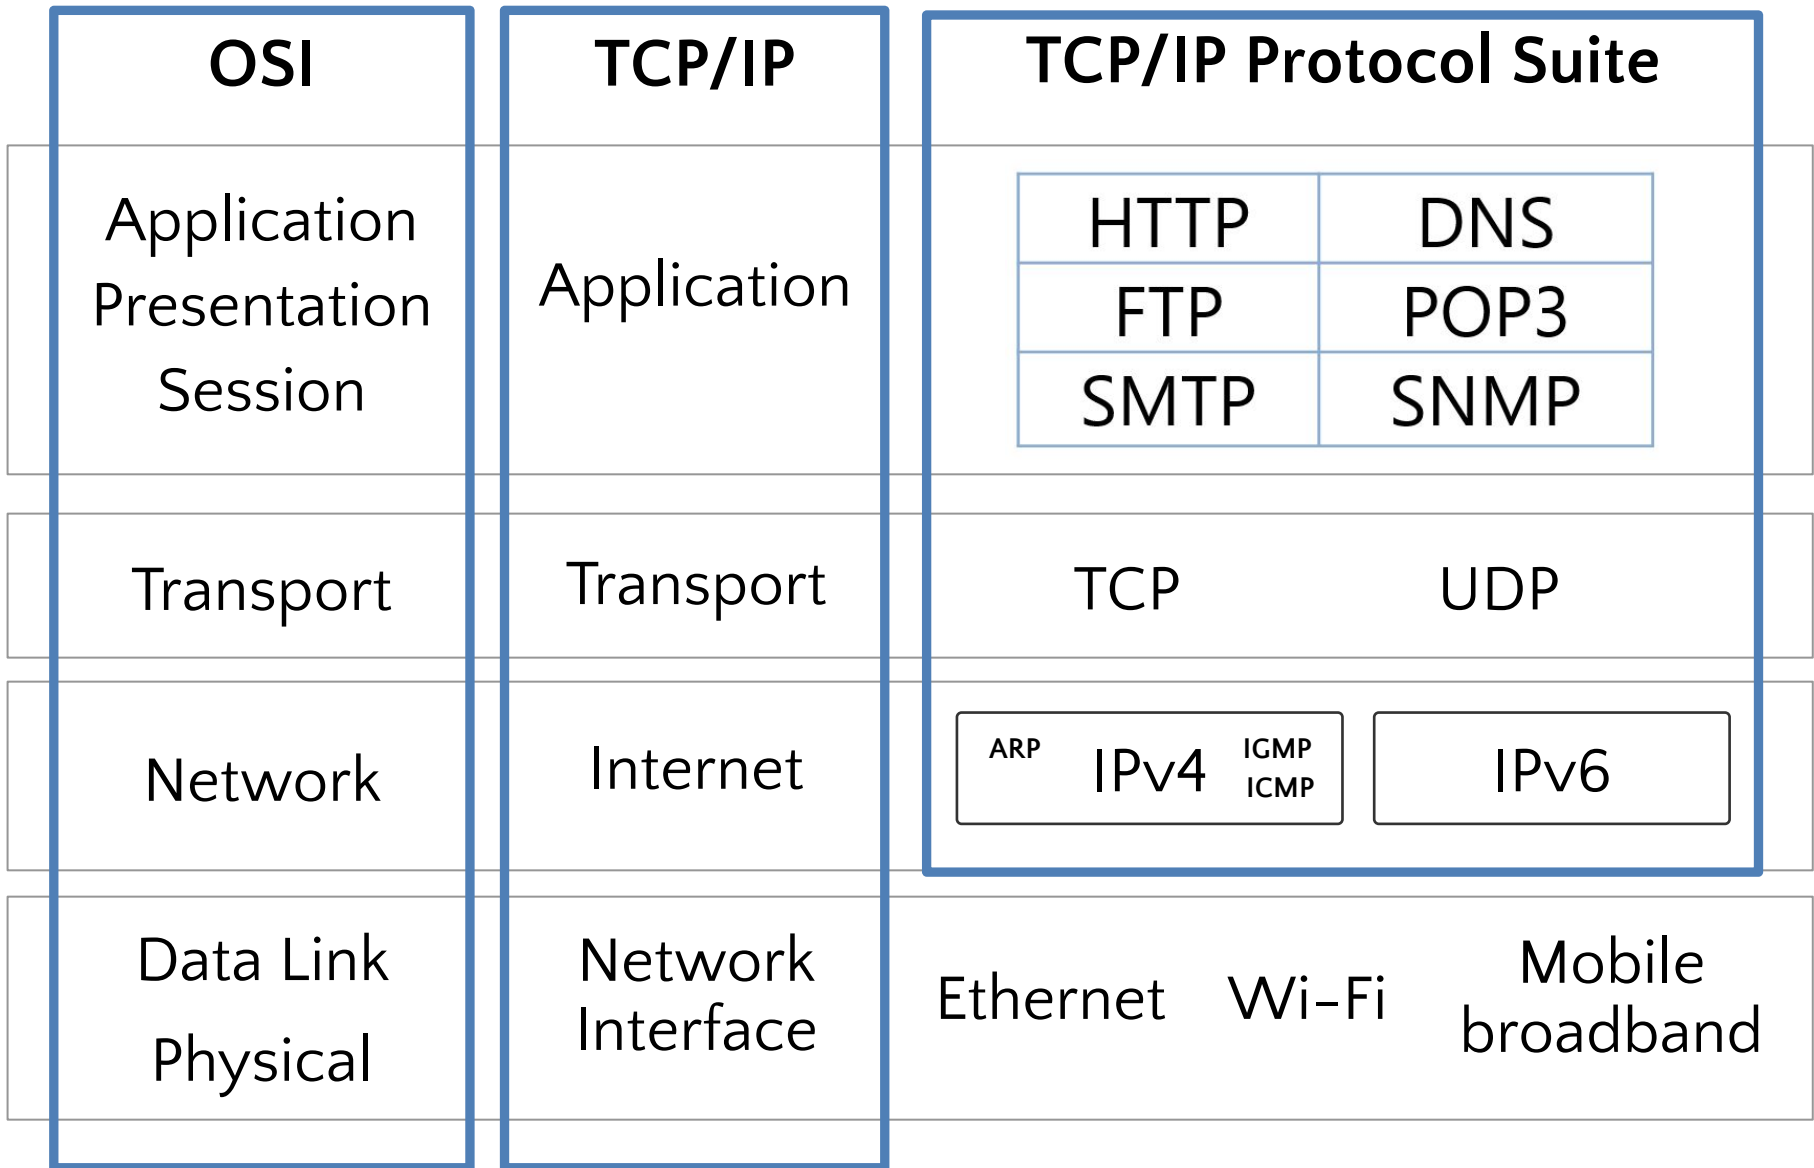 OSI
TCP/IP
TCP/IP Protocol Suite
Application
Presentation
Session
Application
HTTP DNS
FTP POP3
SMTP SNMP
Transport
Transport
TCP UDP
Network
Internet
ARP IPv4 IGMP
ICMP
IPv6
Data Link
Physical
Network
Interface
Ethernet Wi-Fi Mobile
broadband